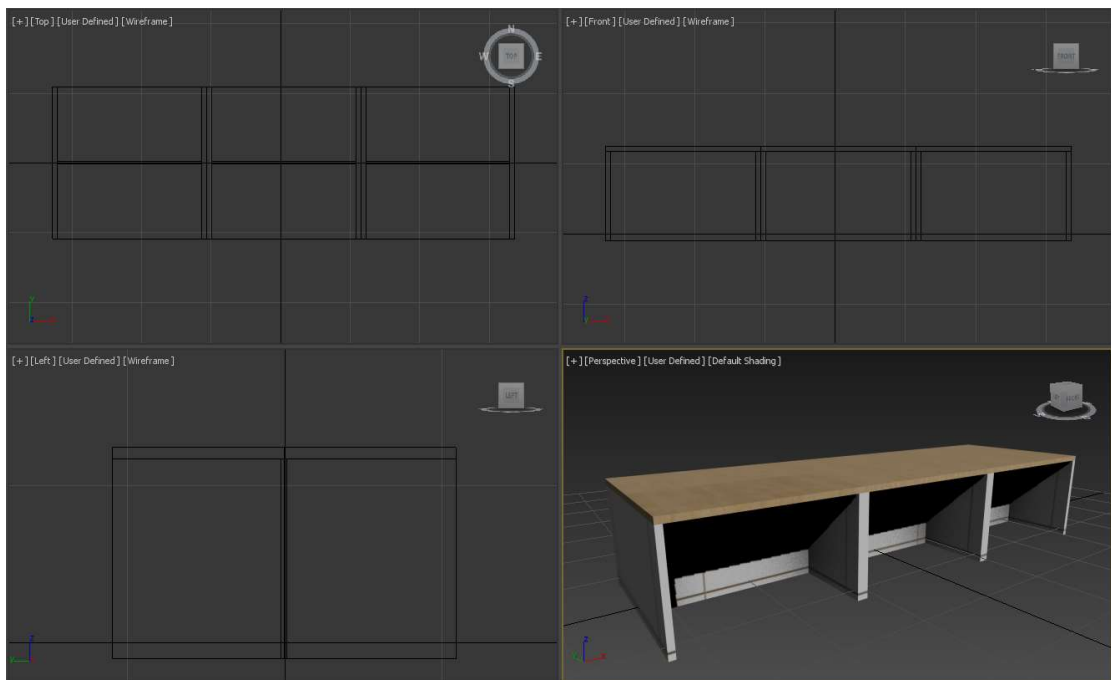 [+] [Top] [User Defined] [Wireframe]
N
W
TOP
E
S
y
z
[+] [Front] [User Defined] [Wireframe]
FRONT
z
[+] [Left] [User Defined] [Wireframe]
LEFT
z
y
[+] [Perspective] [User Defined] [Default Shading]
z
x